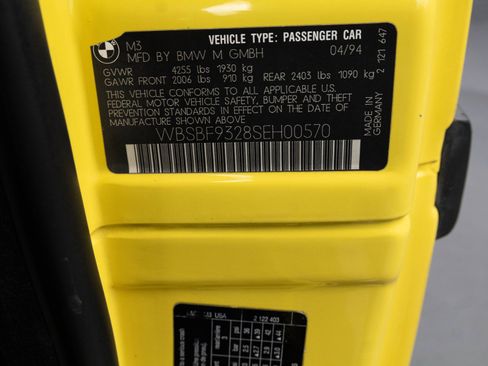 VEHICLE TYPE: PASSENGER CAR
M3
MFD BY BMW M GMBH 04/94
GVWR 4255 lbs 1930 kg
GAWR FRONT 2006 lbs 910 kg REAR 2403 lbs 1090 kg
THIS VEHICLE CONFORMS TO ALL APPLICABLE U.S.
FEDERAL MOTOR VEHICLE SAFETY, BUMPER AND THEFT
PREVENTION STANDARDS IN EFFECT ON THE DATE OF
MANUFACTURE SHOWN ABOVE.
WBSBF9328SEH00570
2 121 647
MADE IN GERMANY
USA
2 122 403